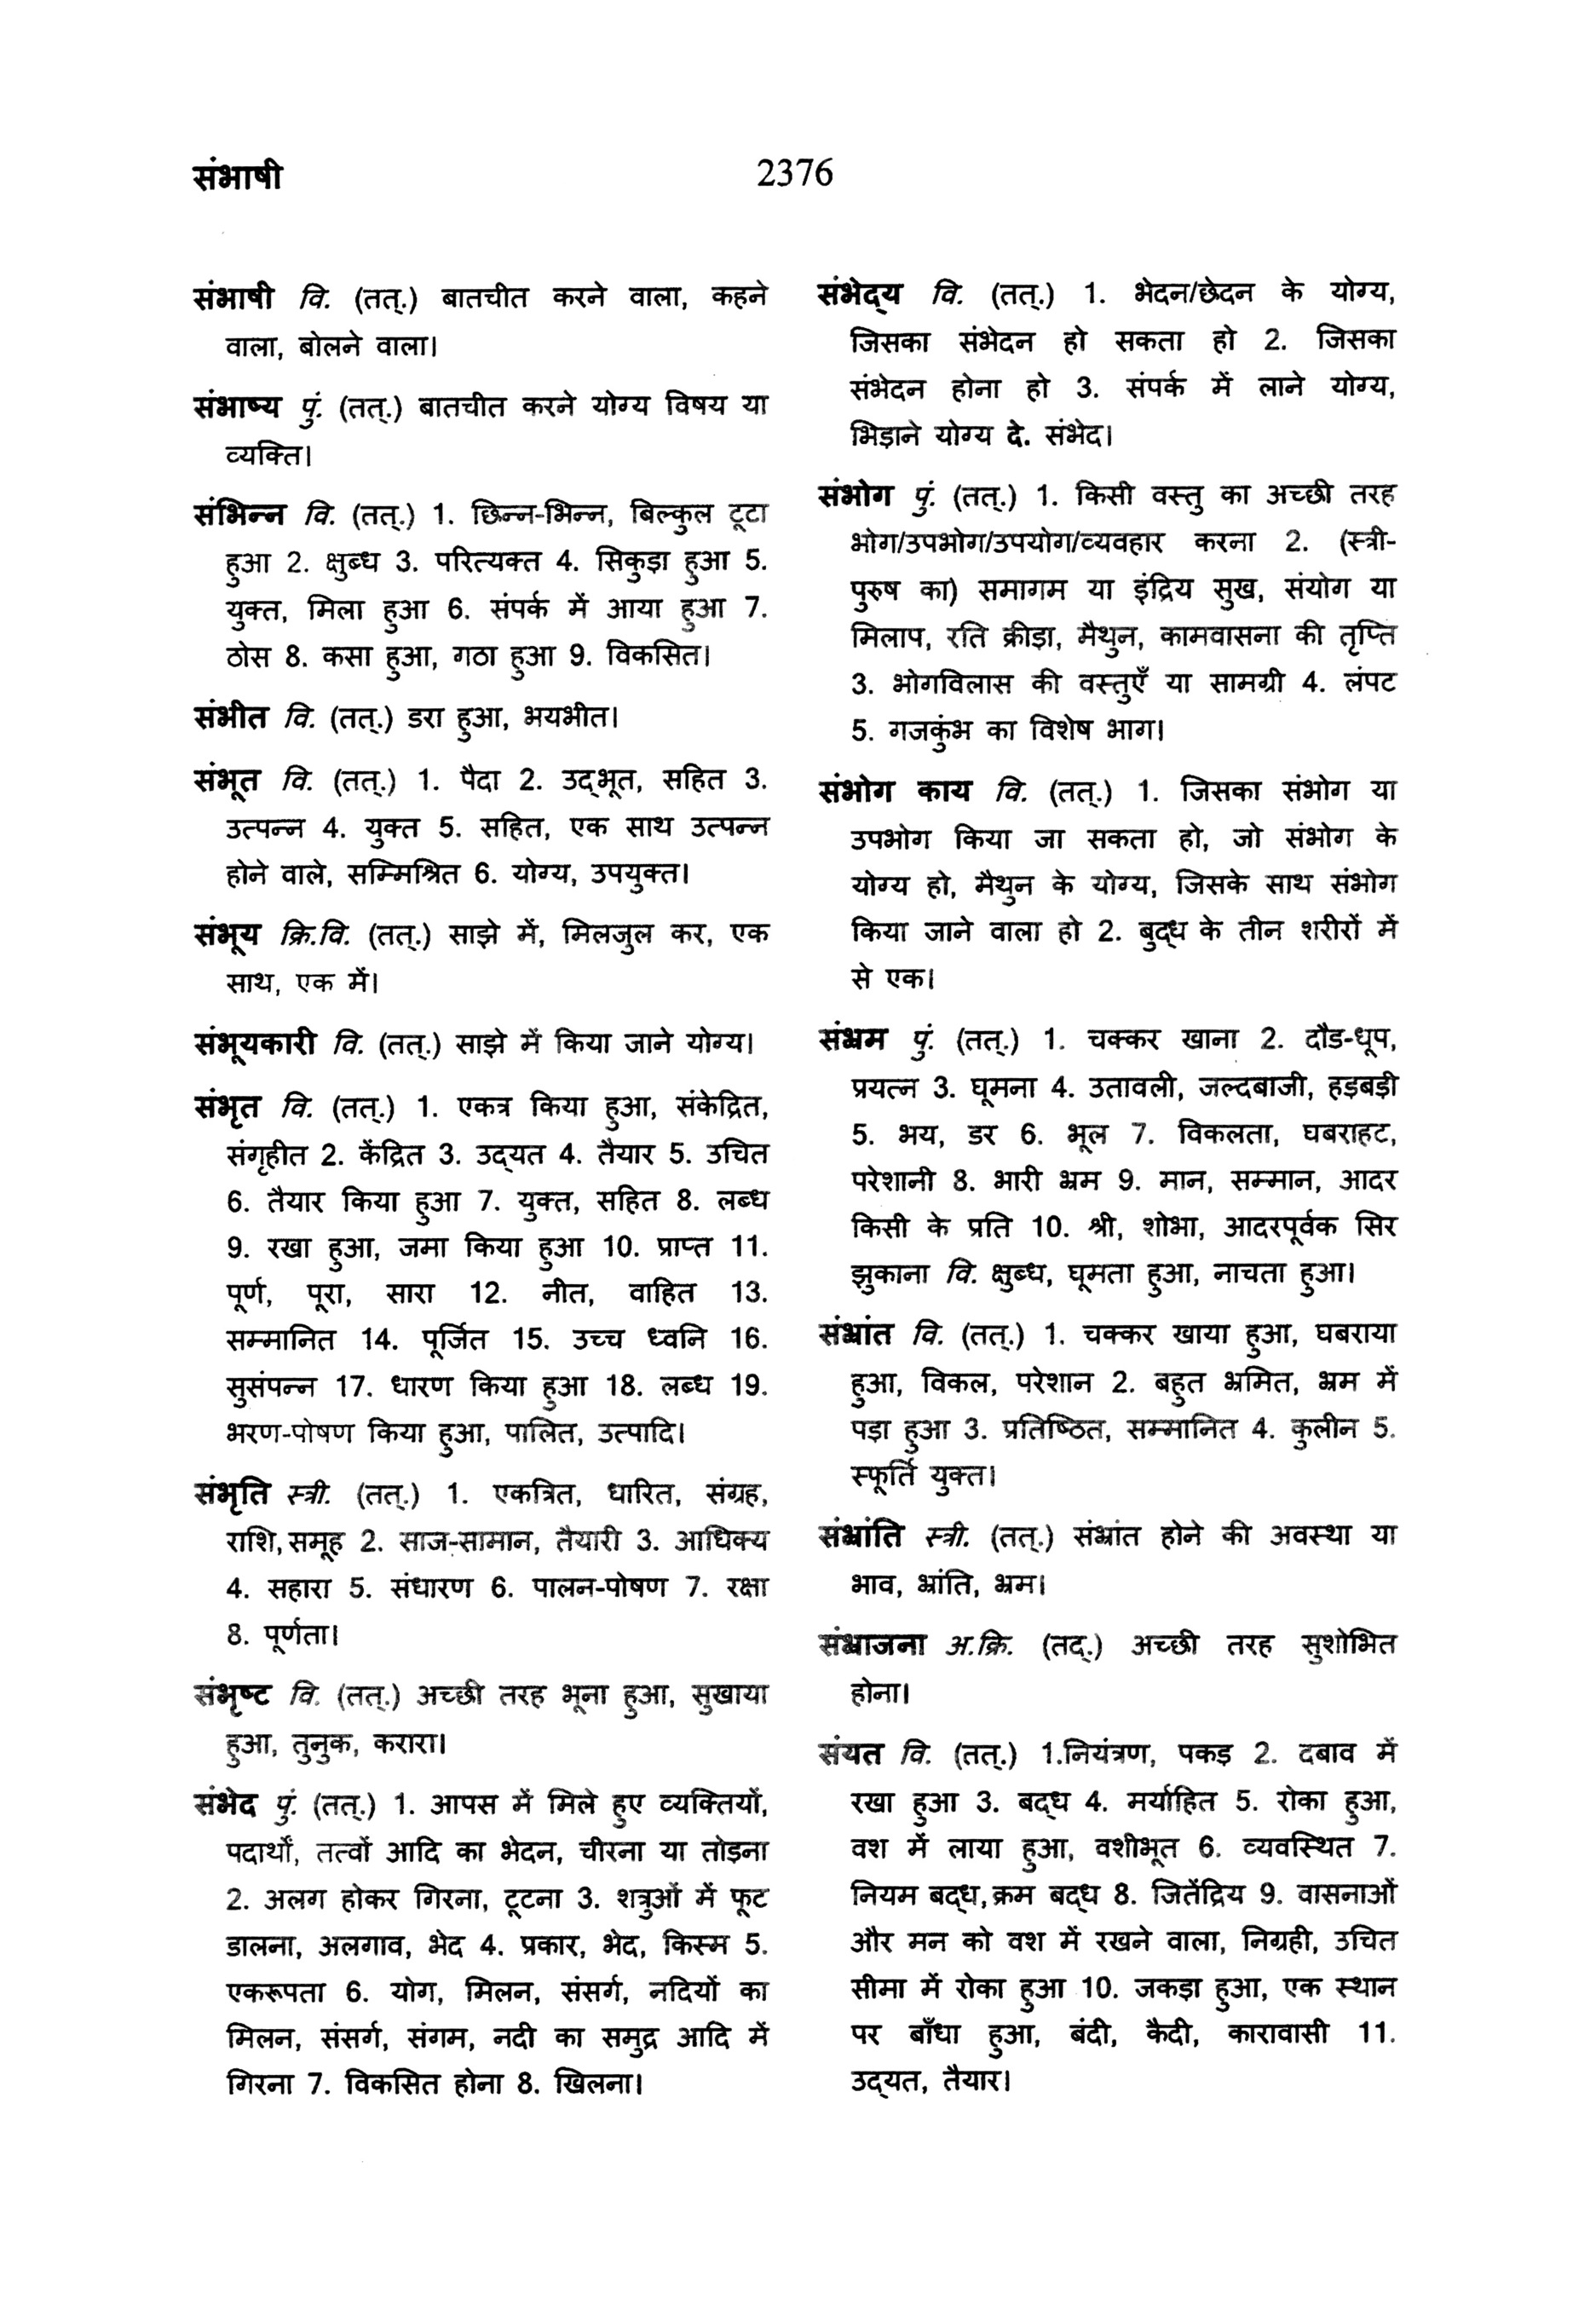 संभाषी
2376
संभाषी वि. (तत्.) बातचीत करने वाला, कहने
वाला, बोलने वाला।
संभाष्य पुं. (तत्.) बातचीत करने योग्य विषय या
व्यक्ति।
संभिन्न वि. (तत्.) 1. छिन्न-भिन्न, बिल्कुल टूटा
हुआ 2. क्षुब्ध 3. परित्यक्त 4. सिकुड़ा हुआ 5.
युक्त, मिला हुआ 6. संपर्क में आया हुआ 7.
ठोस 8. कसा हुआ, गठा हुआ 9. विकसित।
संभीत वि. (तत्.) डरा हुआ, भयभीत।
संभूत वि. (तत्.) 1. पैदा 2. उद्‌भूत, सहित 3.
उत्पन्न 4. युक्त 5. सहित, एक साथ उत्पन्न
होने वाले, सम्मिश्रित 6. योग्य, उपयुक्त।
संभूय क्रि.वि. (तत्.) साझे में, मिलजुल कर, एक
साथ, एक में।
संभूयकारी वि. (तत्.) साझे में किया जाने योग्य।
संभृत वि. (तत्.) 1. एकत्र किया हुआ, संकेद्रित,
संगृहीत 2. केंद्रित 3. उद्‌यत 4. तैयार 5. उचित
6. तैयार किया हुआ 7. युक्त, सहित 8. लब्ध
9. रखा हुआ, जमा किया हुआ 10. प्राप्त 11.
पूर्ण, पूरा, सारा 12. नीत, वाहित 13.
सम्मानित 14. पूर्जित 15. उच्च ध्वनि 16.
सुसंपन्न 17. धारण किया हुआ 18. लब्ध 19.
भरण-पोषण किया हुआ, पालित, उत्पादि।
संभृति स्त्री. (तत्.) 1. एकत्रित, धारित, संग्रह,
राशि, समूह 2. साज-सामान, तैयारी 3. आधिक्य
4. सहारा 5. संधारण 6. पालन-पोषण 7. रक्षा
8. पूर्णता।
संभृष्ट वि. (तत्.) अच्छी तरह भूना हुआ, सुखाया
हुआ, तुनुक, करारा।
संभेद पुं. (तत्.) 1. आपस में मिले हुए व्यक्तियों,
पदार्थों, तत्वों आदि का भेदन, चीरना या तोड़ना
2. अलग होकर गिरना, टूटना 3. शत्रुओं में फूट
डालना, अलगाव, भेद 4. प्रकार, भेद, किस्म 5.
एकरूपता 6. योग, मिलन, संसर्ग, नदियों का
मिलन, संसर्ग, संगम, नदी का समुद्र आदि में
गिरना 7. विकसित होना 8. खिलना।
संभेद्‌य वि. (तत्.) 1. भेदन/छेदन के योग्य,
जिसका संभेदन हो सकता हो 2. जिसका
संभेदन होना हो 3. संपर्क में लाने योग्य,
भिड़ाने योग्य दे. संभेद।
संभोग पुं. (तत्.) 1. किसी वस्तु का अच्छी तरह
भोग/उपभोग/उपयोग/व्यवहार करना 2. (स्त्री-
पुरुष का) समागम या इंद्रिय सुख, संयोग या
मिलाप, रति क्रीड़ा, मैथुन, कामवासना की तृप्ति
3. भोगविलास की वस्तुएँ या सामग्री 4. लंपट
5. गजकुंभ का विशेष भाग।
संभोग काय वि. (तत्.) 1. जिसका संभोग या
उपभोग किया जा सकता हो, जो संभोग के
योग्य हो, मैथुन के योग्य, जिसके साथ संभोग
किया जाने वाला हो 2. बुद्‌ध के तीन शरीरों में
से एक।
संभ्रम पुं. (तत्.) 1. चक्कर खाना 2. दौड-धूप,
प्रयत्न 3. घूमना 4. उतावली, जल्दबाजी, हड़बड़ी
5. भय, डर 6. भूल 7. विकलता, घबराहट,
परेशानी 8. भारी भ्रम 9. मान, सम्मान, आदर
किसी के प्रति 10. श्री, शोभा, आदरपूर्वक सिर
झुकाना वि. क्षुब्ध, घूमता हुआ, नाचता हुआ।
संभ्रांत वि. (तत्.) 1. चक्कर खाया हुआ, घबराया
हुआ, विकल, परेशान 2. बहुत भ्रमित, भ्रम में
पड़ा हुआ 3. प्रतिष्ठित, सम्मानित 4. कुलीन 5.
स्फूर्ति युक्त।
संभ्रांति स्त्री. (तत्.) संभ्रांत होने की अवस्था या
भाव, भ्रांति, भ्रम।
संभ्राजना अ.क्रि. (तद्.) अच्छी तरह सुशोभित
होना।
संयत वि. (तत्.) 1.नियंत्रण, पकड़ 2. दबाव में
रखा हुआ 3. बद्‌ध 4. मर्याहित 5. रोका हुआ,
वश में लाया हुआ, वशीभूत 6. व्यवस्थित 7.
नियम बद्‌ध, क्रम बद्‌ध 8. जितेंद्रिय 9. वासनाओं
और मन को वश में रखने वाला, निग्रही, उचित
सीमा में रोका हुआ 10. जकड़ा हुआ, एक स्थान
पर बाँधा हुआ, बंदी, कैदी, कारावासी 11.
उद्‌यत, तैयार।